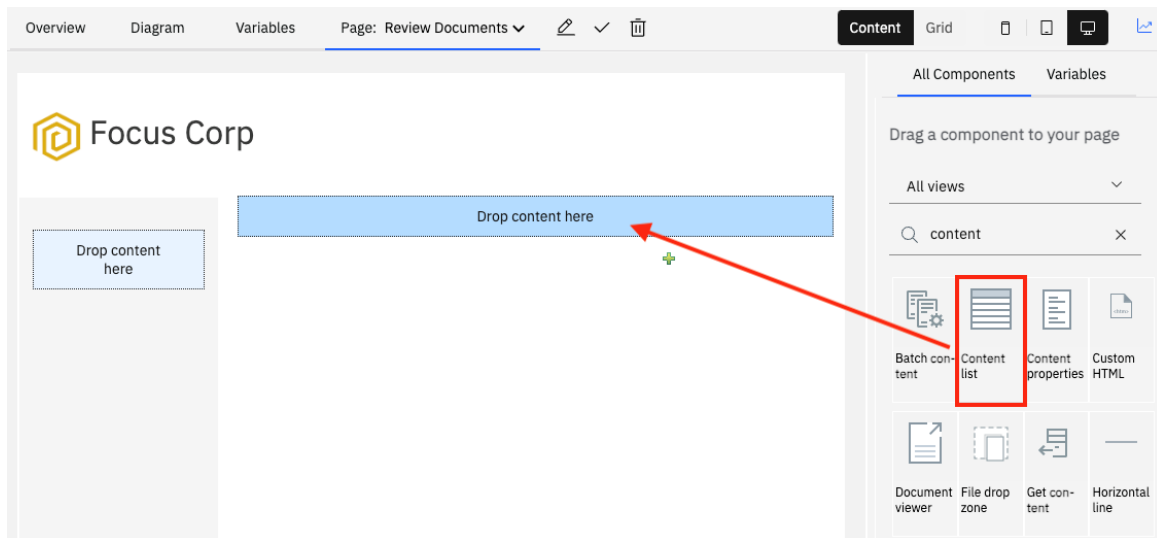 Overview Diagram Variables Page: Review Documents Content Grid
All Components Variables
Focus Corp
Drag a component to your page
All views
Drop content here
content
Drop content
here
Batch con-
tent
Content
list
Content
properties
Custom
HTML
Document
viewer
File drop
zone
Get con-
tent
Horizontal
line